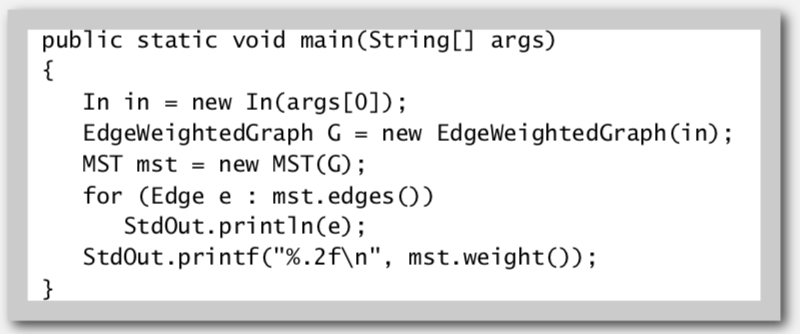 public static void main(String[] args)
{
   In in = new In(args[0]);
   EdgeWeightedGraph G = new EdgeWeightedGraph(in);
   MST mst = new MST(G);
   for (Edge e : mst.edges())
      StdOut.println(e);
   StdOut.printf("%.2f\n", mst.weight());
}